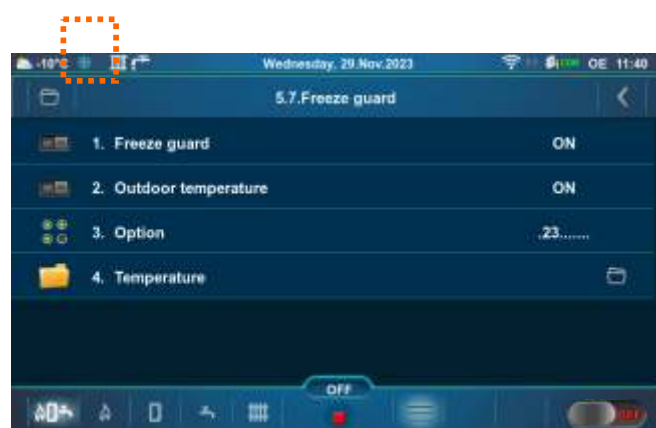 -10°C Wednesday, 29.Nov.2023 OE 11:40
5.7.Freeze guard
1. Freeze guard ON
2. Outdoor temperature ON
3. Option .23.......
4. Temperature
OFF
OFF